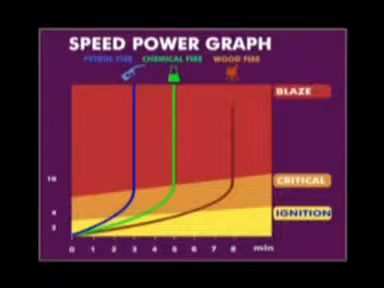 SPEED POWER GRAPH
PETROL FIRE CHEMICAL FIRE WOOD FIRE
BLAZE
10
CRITICAL
4
IGNITION
2
0 1 2 3 4 5 6 7 8 min